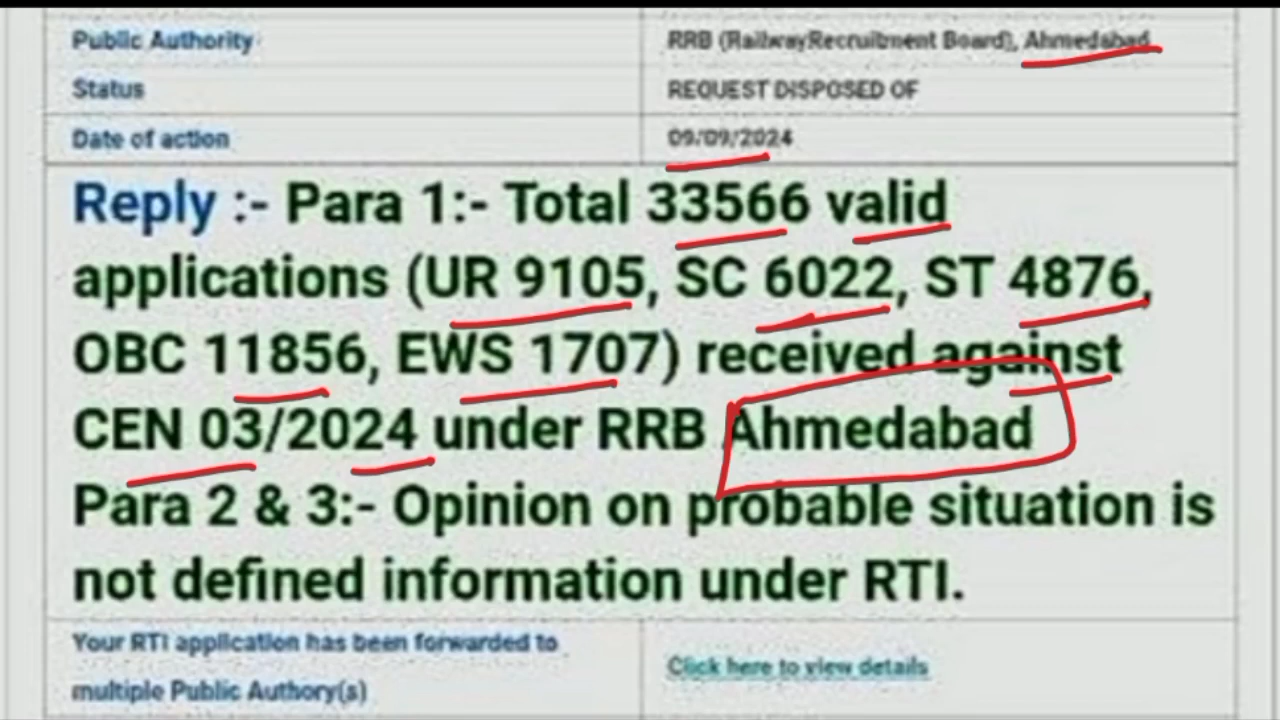 Public Authority RRB (RailwayRecruitment Board), Ahmedabad
Status REQUEST DISPOSED OF
Date of action 09/09/2024
Reply :- Para 1:- Total 33566 valid
applications (UR 9105, SC 6022, ST 4876,
OBC 11856, EWS 1707) received against
CEN 03/2024 under RRB Ahmedabad
Para 2 & 3:- Opinion on probable situation is
not defined information under RTI.
Your RTI application has been forwarded to
multiple Public Authory(s) Click here to view details